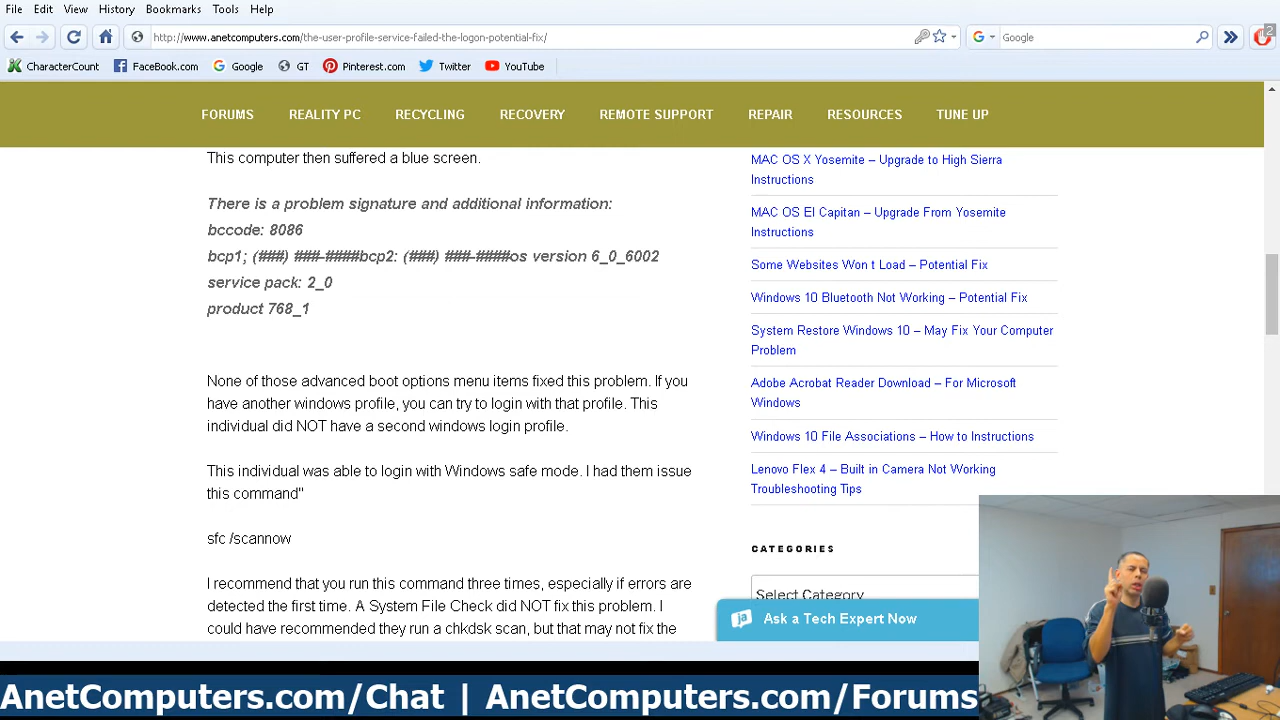 File Edit View History Bookmarks Tools Help
http://www.anetcomputers.com/the-user-profile-service-failed-the-logon-potential-fix/
Google
2
CharacterCount FaceBook.com Google GT Pinterest.com Twitter YouTube
FORUMS REALITY PC RECYCLING RECOVERY REMOTE SUPPORT REPAIR RESOURCES TUNE UP
This computer then suffered a blue screen.
There is a problem signature and additional information:
bccode: 8086
bcp1; (###) ###-####bcp2: (###) ###-####os version 6_0_6002
service pack: 2_0
product 768_1
None of those advanced boot options menu items fixed this problem. If you
have another windows profile, you can try to login with that profile. This
individual did NOT have a second windows login profile.
This individual was able to login with Windows safe mode. I had them issue
this command"
sfc /scannow
I recommend that you run this command three times, especially if errors are
detected the first time. A System File Check did NOT fix this problem. I
could have recommended they run a chkdsk scan, but that may not fix the
MAC OS X Yosemite – Upgrade to High Sierra
Instructions
MAC OS El Capitan – Upgrade From Yosemite
Instructions
Some Websites Won t Load – Potential Fix
Windows 10 Bluetooth Not Working – Potential Fix
System Restore Windows 10 – May Fix Your Computer
Problem
Adobe Acrobat Reader Download – For Microsoft
Windows
Windows 10 File Associations – How to Instructions
Lenovo Flex 4 – Built in Camera Not Working
Troubleshooting Tips
CATEGORIES
Select Category
ja Ask a Tech Expert Now
AnetComputers.com/Chat | AnetComputers.com/Forums